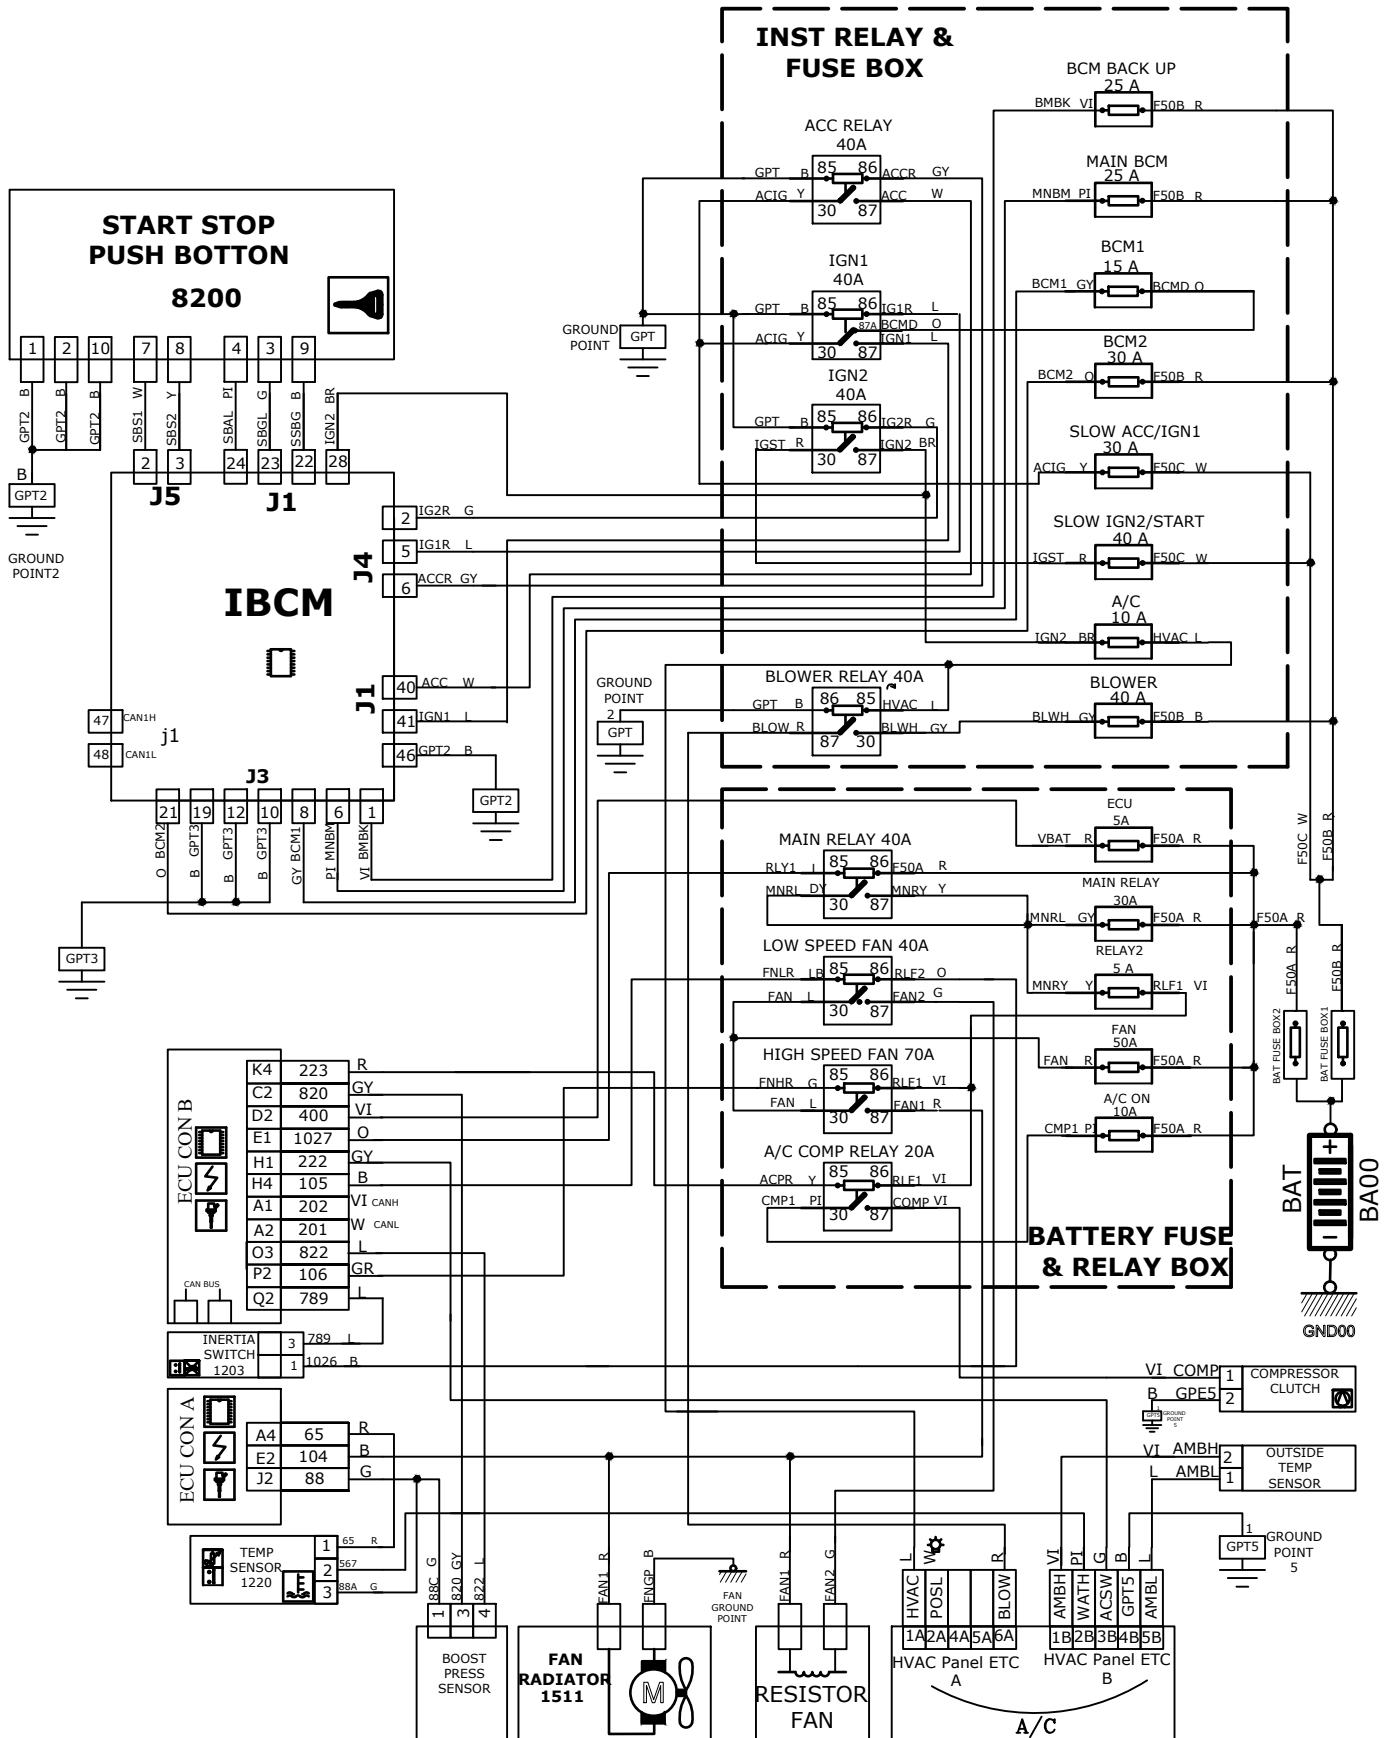 INST RELAY &
FUSE BOX
BCM BACK UP
25 A
BMBK VI
F50B R
ACC RELAY
40A
85 86
GPT B
ACCR GY
ACIG Y
ACC W
30 87
MAIN BCM
25 A
MNBM PI
F50B R
START STOP
PUSH BOTTON
8200
1 2 10 7 8 4 3 9
GPT2 B
GPT2 B
GPT2 B
SBS1 W
SBS2 Y
SBAL PI
SBGL G
SSBG B
IGN2 BR
BCM1
15 A
BCM1 GY
BCMD O
IGN1
40A
85 86
GPT B
IG1R L
87A BCMD O
ACIG Y
IGN1 L
30 87
GROUND
POINT
GPT
BCM2
30 A
BCM2 O
F50B R
IGN2
40A
85 86
GPT B
IG2R G
IGST R
IGN2 BR
30 87
SLOW ACC/IGN1
30 A
ACIG Y
F50C W
SLOW IGN2/START
40 A
IGST R
F50C W
A/C
10 A
IGN2 BR
HVAC L
BLOWER RELAY 40A
86 85
GPT B
HVAC L
BLOW R
BLWH GY
87 30
BLOWER
40 A
BLWH GY
F50B B
GROUND
POINT
2
GPT
B
GPT2
GROUND
POINT2
2 3 24 23 22 28
J5
J1
IBCM
J4
2 IG2R G
5 IG1R L
6 ACCR GY
J1
40 ACC W
41 IGN1 L
46 GPT2 B
GPT2
47 CAN1H
48 CAN1L
j1
J3
21 19 12 10 8 6 1
O BCM2
B GPT3
B GPT3
B GPT3
GY BCM1
PI MNBM
VI BMBK
GPT3
F50C W
F50B R
ECU
5A
VBAT R
F50A R
MAIN RELAY 40A
85 86
RLY1 L
F50A R
MNRL DY
MNRY Y
30 87
MAIN RELAY
30A
MNRL GY
F50A R
F50A R
LOW SPEED FAN 40A
85 86
FNLR LB
RLF2 O
FAN L
FAN2 G
30 87
RELAY2
5 A
MNRY Y
RLF1 VI
HIGH SPEED FAN 70A
85 86
FNHR G
RLF1 VI
FAN L
FAN1 R
30 87
FAN
50A
FAN R
F50A R
A/C ON
10A
CMP1 PI
F50A R
A/C COMP RELAY 20A
85 86
ACPR Y
RLF1 VI
CMP1 PI
COMP VI
30 87
BATTERY FUSE
& RELAY BOX
F50A R
F50B R
BAT FUSE BOX2
BAT FUSE BOX1
+
BAT
BA00
−
GND00
ECU CON B
K4 223 R
C2 820 GY
D2 400 VI
E1 1027 O
H1 222 GY
H4 105 B
A1 202 VI CANH
A2 201 W CANL
O3 822 L
P2 106 GR
Q2 789 L
CAN BUS
INERTIA
SWITCH
1203
3 789 L
1 1026 B
ECU CON A
A4 65 R
E2 104 B
J2 88 G
TEMP
SENSOR
1220
1 65 R
2 567
3 88A G
88C G
820 GY
822 L
1 3 4
BOOST
PRESS
SENSOR
FAN1 R
FNGP B
FAN
GROUND
POINT
FAN
RADIATOR
1511
M
FAN1 R
FAN2 G
RESISTOR
FAN
L
W
R
HVAC
POSL
BLOW
1A 2A 4A 5A 6A
HVAC Panel ETC
A
VI
PI
G
B
L
AMBH
WATH
ACSW
GPT5
AMBL
1B 2B 3B 4B 5B
HVAC Panel ETC
B
A/C
VI COMP 1
B GPE5 2
COMPRESSOR
CLUTCH
GPT5
GROUND
POINT
5
VI AMBH 2
L AMBL 1
OUTSIDE
TEMP
SENSOR
1
GPT5
GROUND
POINT
5